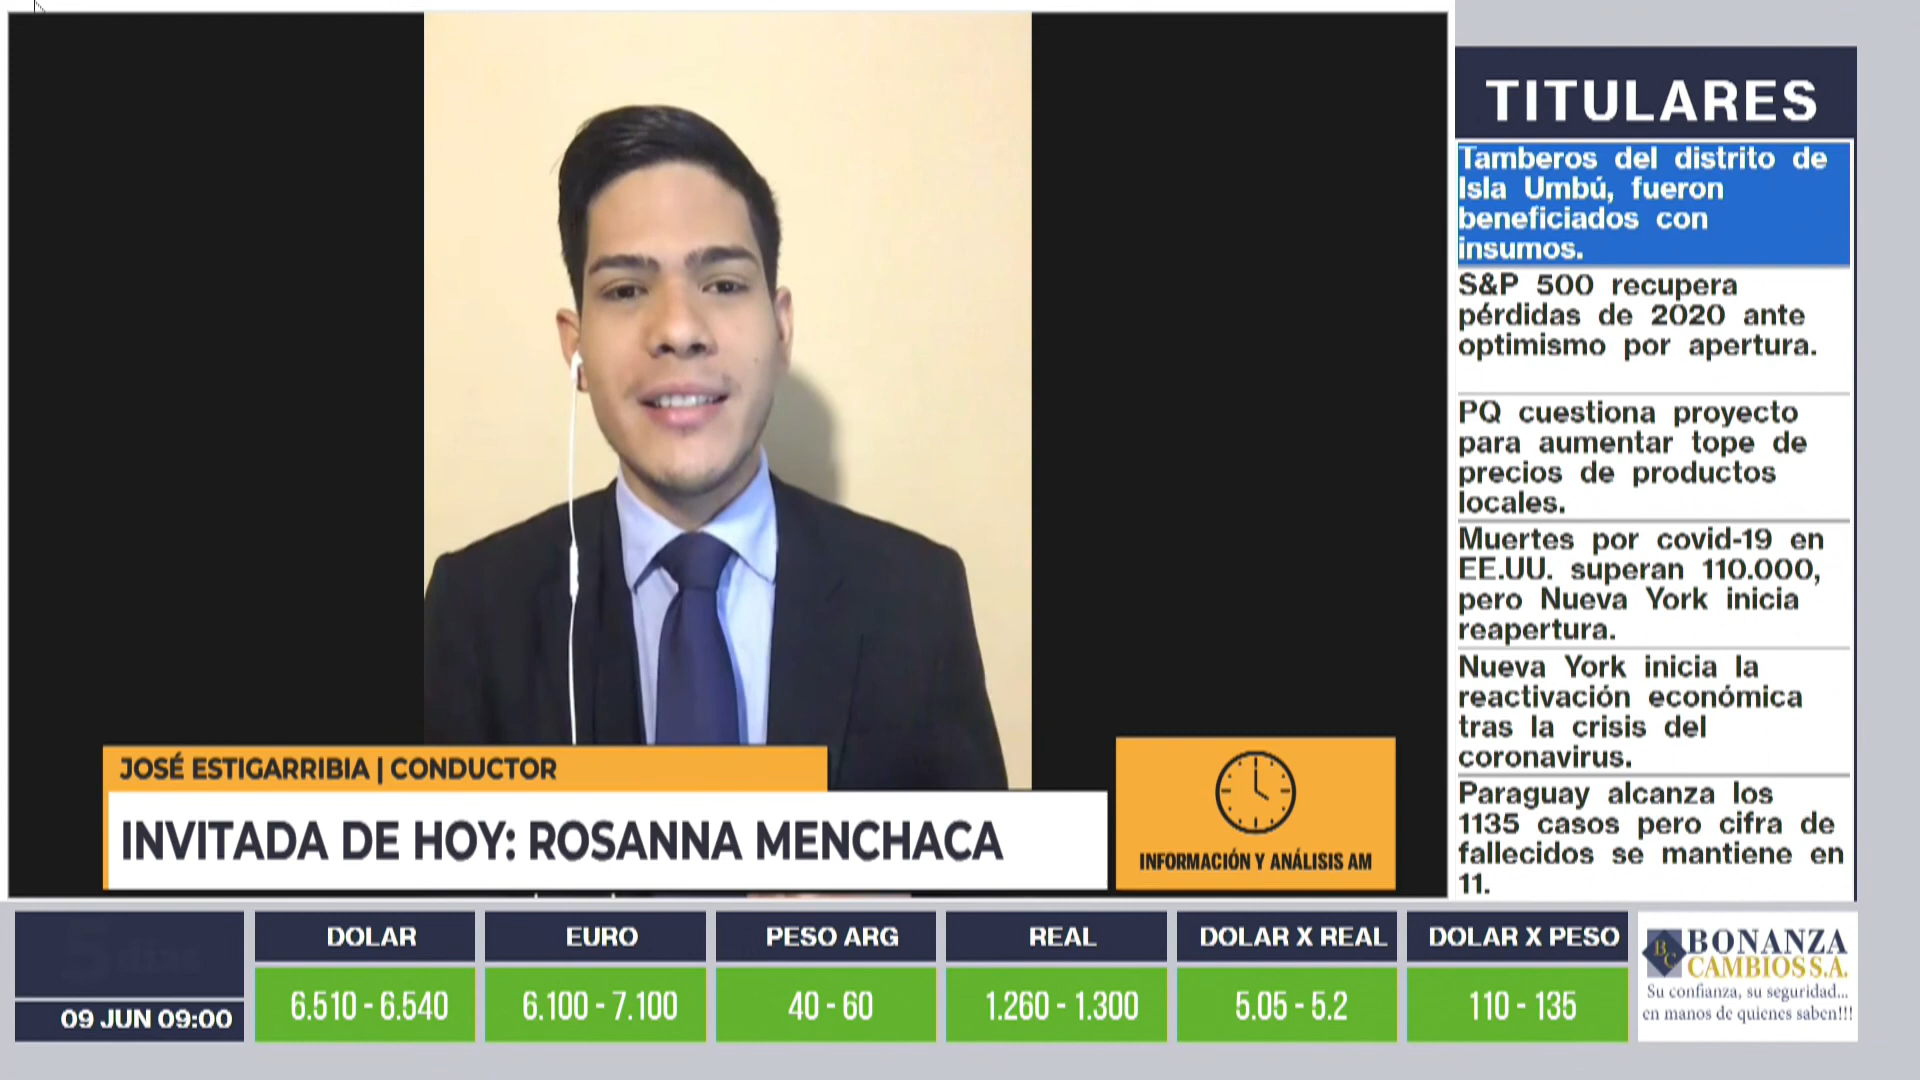 TITULARES
Tamberos del distrito de
Isla Umbú, fueron
beneficiados con
insumos.
S&P 500 recupera
pérdidas de 2020 ante
optimismo por apertura.
PQ cuestiona proyecto
para aumentar tope de
precios de productos
locales.
Muertes por covid-19 en
EE.UU. superan 110.000,
pero Nueva York inicia
reapertura.
Nueva York inicia la
reactivación económica
tras la crisis del
coronavirus.
Paraguay alcanza los
1135 casos pero cifra de
fallecidos se mantiene en
11.
JOSÉ ESTIGARRIBIA | CONDUCTOR
INVITADA DE HOY: ROSANNA MENCHACA
INFORMACIÓN Y ANÁLISIS AM
5días
09 JUN 09:00
DOLAR
6.510 - 6.540
EURO
6.100 - 7.100
PESO ARG
40 - 60
REAL
1.260 - 1.300
DOLAR X REAL
5.05 - 5.2
DOLAR X PESO
110 - 135
BC
BONANZA
CAMBIOS S.A.
Su confianza, su seguridad...
en manos de quienes saben!!!